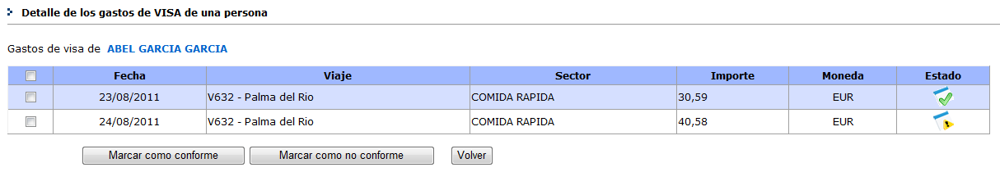 Detalle de los gastos de VISA de una persona
Gastos de visa de ABEL GARCIA GARCIA
Fecha Viaje Sector Importe Moneda Estado
23/08/2011 V632 - Palma del Rio COMIDA RAPIDA 30,59 EUR
24/08/2011 V632 - Palma del Rio COMIDA RAPIDA 40,58 EUR
Marcar como conforme Marcar como no conforme Volver